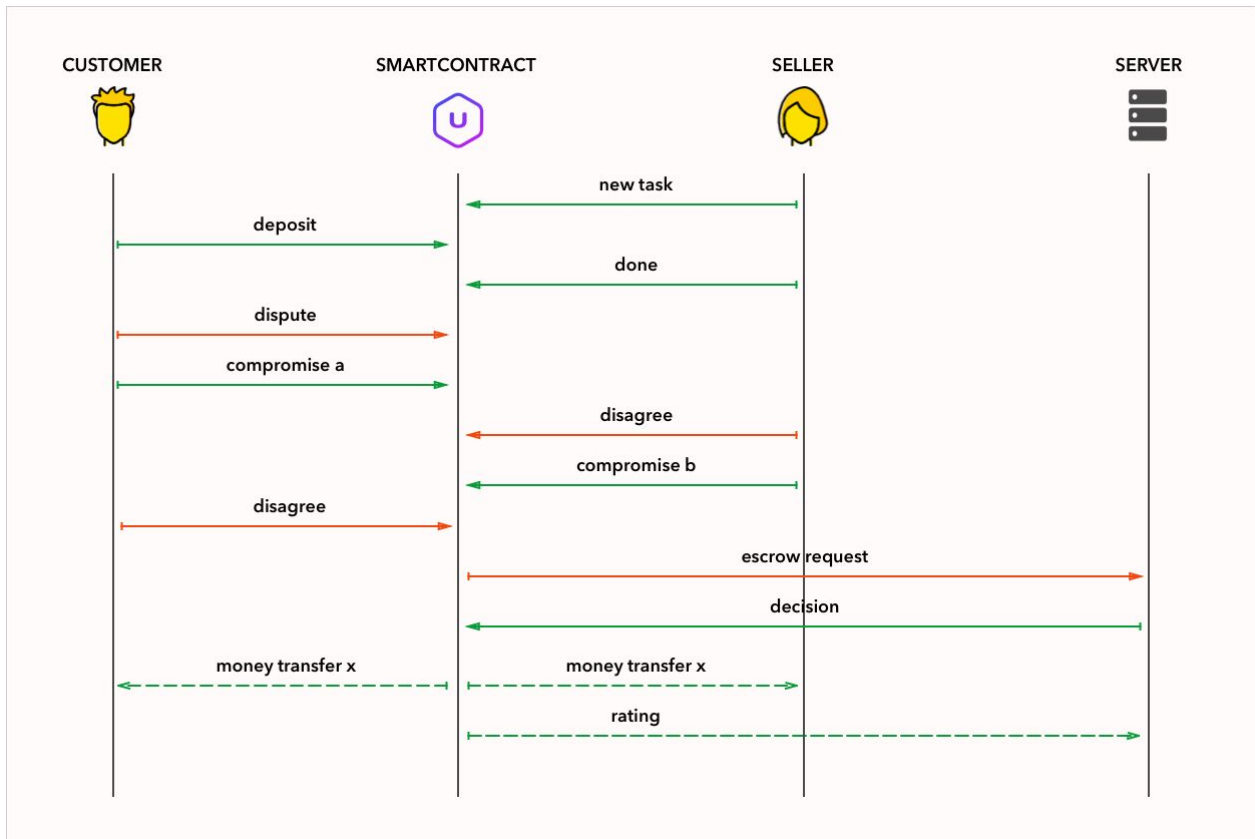 CUSTOMER
SMARTCONTRACT
SELLER
SERVER
U
new task
deposit
done
dispute
compromise a
disagree
compromise b
disagree
escrow request
decision
money transfer x
money transfer x
rating